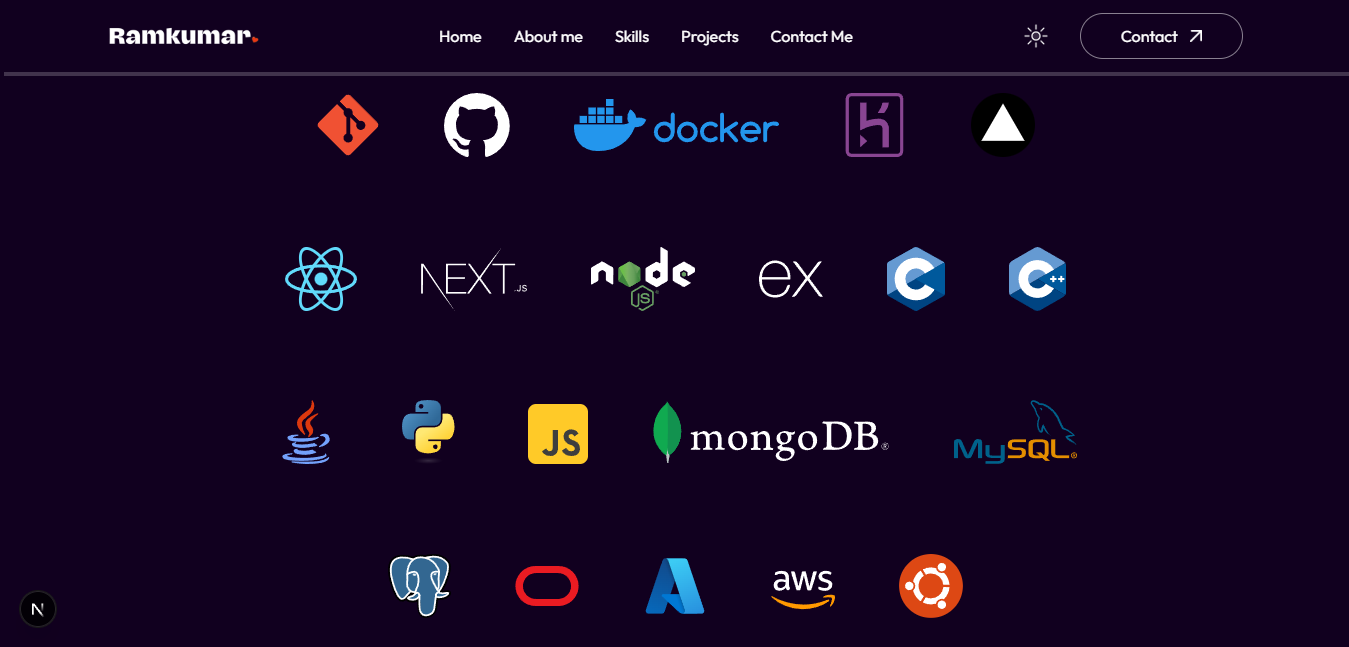 Ramkumar.
Home About me Skills Projects Contact Me Contact
docker
NEXT.JS
node
JS
ex
C
C++
JS
mongoDB®
MySQL®
aws
N